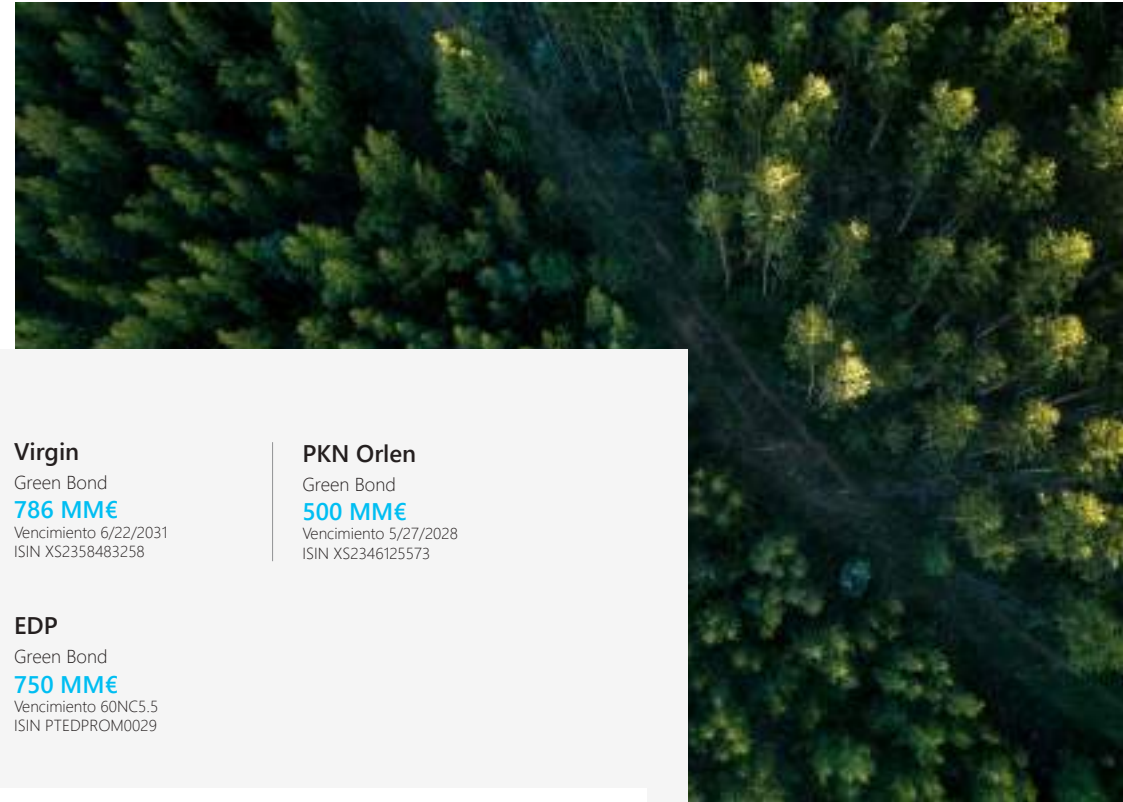 Virgin
Green Bond
786 MM€
Vencimiento 6/22/2031
ISIN XS2358483258
PKN Orlen
Green Bond
500 MM€
Vencimiento 5/27/2028
ISIN XS2346125573
EDP
Green Bond
750 MM€
Vencimiento 60NC5.5
ISIN PTEDPROM0029